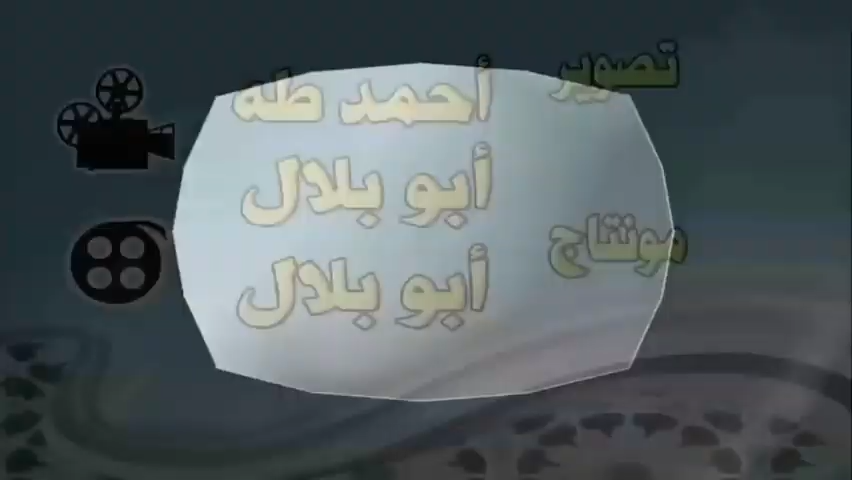 تصوير
أحمد طه
أبو بلال
مونتاج
أبو بلال